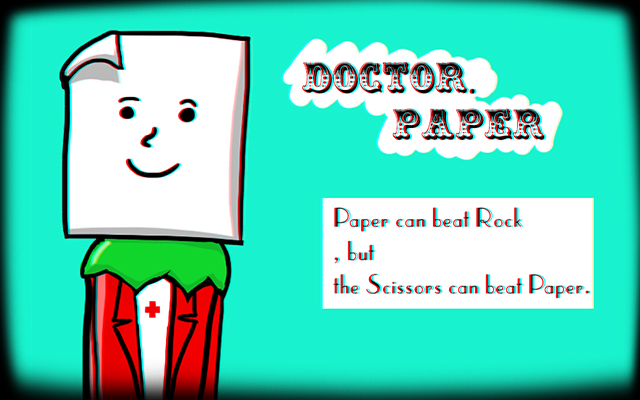 DOCTOR.
PAPER
Paper can beat Rock
, but
the Scissors can beat Paper.